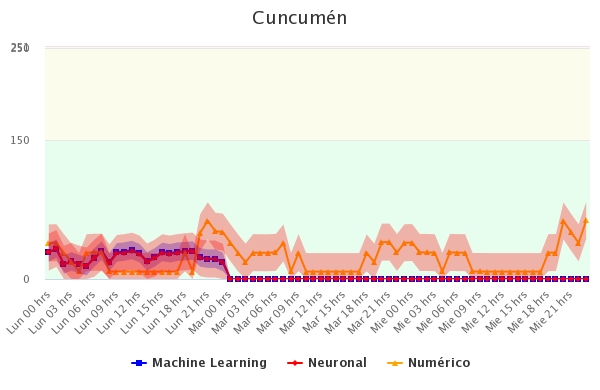 Cuncumén
250
150
0
Lun 00 hrs
Lun 03 hrs
Lun 06 hrs
Lun 09 hrs
Lun 12 hrs
Lun 15 hrs
Lun 18 hrs
Lun 21 hrs
Mar 00 hrs
Mar 03 hrs
Mar 06 hrs
Mar 09 hrs
Mar 12 hrs
Mar 15 hrs
Mar 18 hrs
Mar 21 hrs
Mie 00 hrs
Mie 03 hrs
Mie 06 hrs
Mie 09 hrs
Mie 12 hrs
Mie 15 hrs
Mie 18 hrs
Mie 21 hrs
Machine Learning Neuronal Numérico